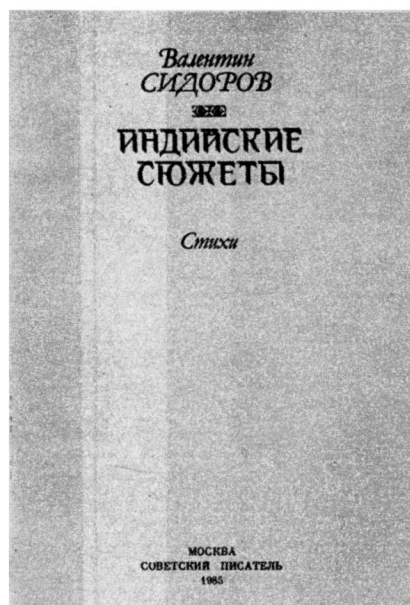 Валентин
СИДОРОВ
ИНДИЙСКИЕ
СЮЖЕТЫ
Стихи
МОСКВА
СОВЕТСКИЙ ПИСАТЕЛЬ
1985